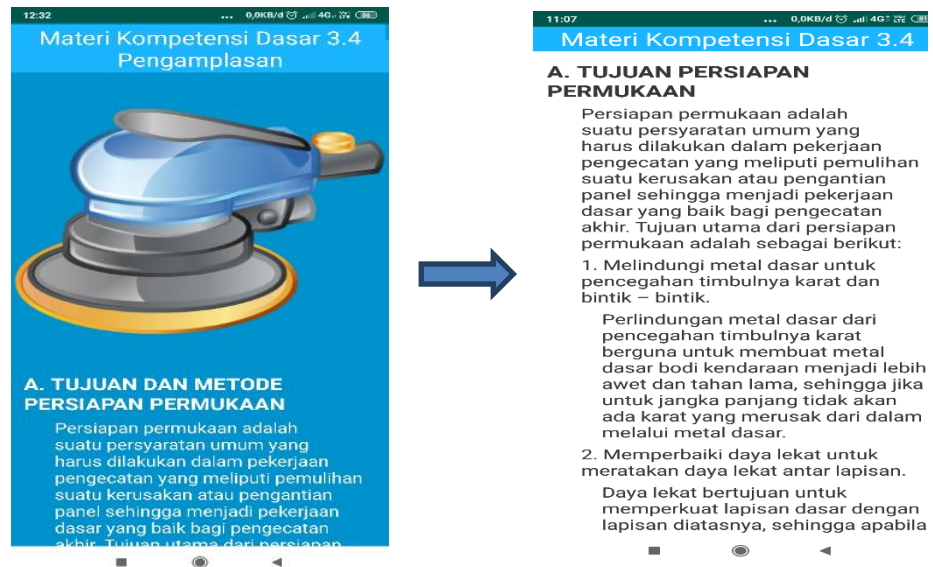 12:32
... 0,0KB/d 4G
Materi Kompetensi Dasar 3.4
Pengamplasan
A. TUJUAN DAN METODE
PERSIAPAN PERMUKAAN
Persiapan permukaan adalah
suatu persyaratan umum yang
harus dilakukan dalam pekerjaan
pengecatan yang meliputi pemulihan
suatu kerusakan atau pengantian
panel sehingga menjadi pekerjaan
dasar yang baik bagi pengecatan
akhir. Tujuan utama dari persiapan
11:07
... 0,0KB/d 4G
Materi Kompetensi Dasar 3.4
A. TUJUAN PERSIAPAN
PERMUKAAN
Persiapan permukaan adalah
suatu persyaratan umum yang
harus dilakukan dalam pekerjaan
pengecatan yang meliputi pemulihan
suatu kerusakan atau pengantian
panel sehingga menjadi pekerjaan
dasar yang baik bagi pengecatan
akhir. Tujuan utama dari persiapan
permukaan adalah sebagai berikut:
1. Melindungi metal dasar untuk
pencegahan timbulnya karat dan
bintik – bintik.
Perlindungan metal dasar dari
pencegahan timbulnya karat
berguna untuk membuat metal
dasar bodi kendaraan menjadi lebih
awet dan tahan lama, sehingga jika
untuk jangka panjang tidak akan
ada karat yang merusak dari dalam
melalui metal dasar.
2. Memperbaiki daya lekat untuk
meratakan daya lekat antar lapisan.
Daya lekat bertujuan untuk
memperkuat lapisan dasar dengan
lapisan diatasnya, sehingga apabila